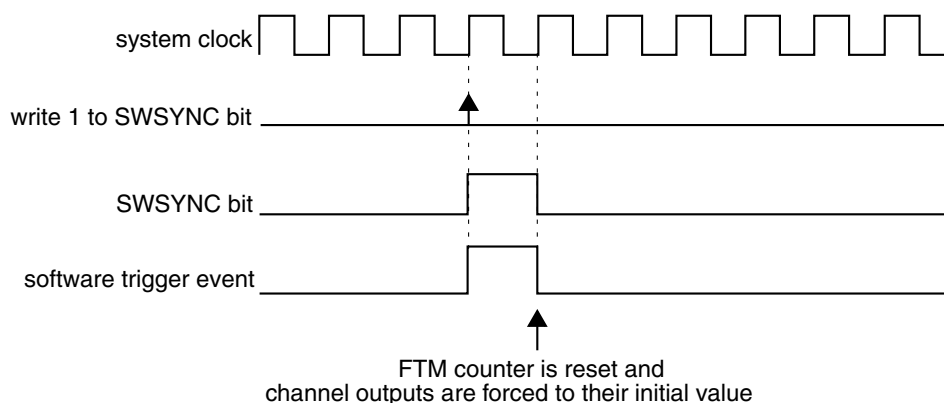 system clock
write 1 to SWSYNC bit
SWSYNC bit
software trigger event
FTM counter is reset and
channel outputs are forced to their initial value